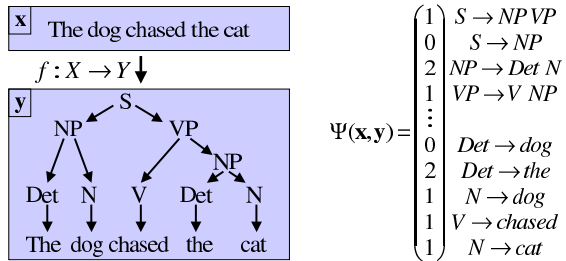 x
The dog chased the cat
f : X → Y
y
S
NP VP
NP
Det N V Det N
The dog chased the cat
Ψ(x,y)=
1 S → NP VP
0 S → NP
2 NP → Det N
1 VP → V NP
⋮
0 Det → dog
2 Det → the
1 N → dog
1 V → chased
1 N → cat